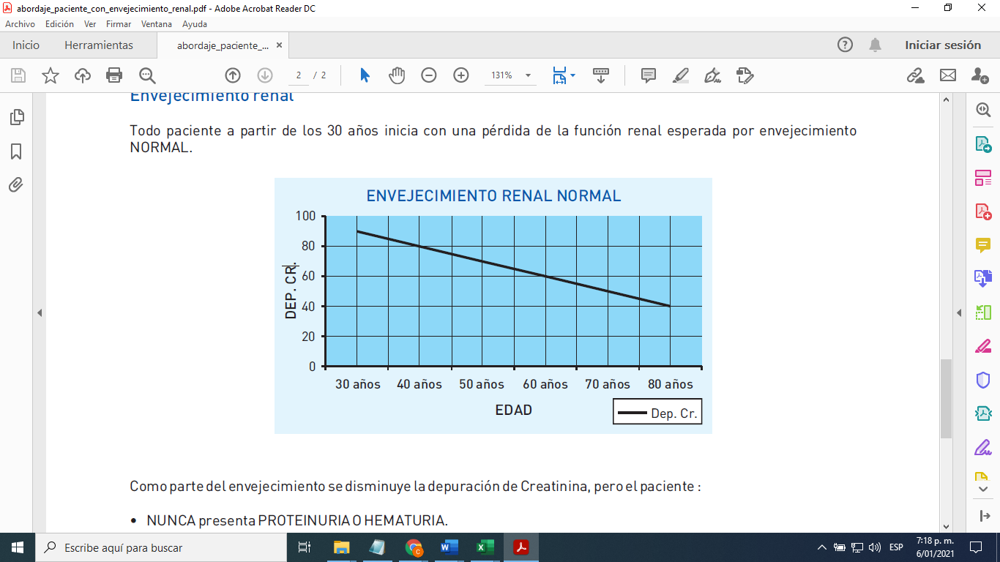 abordaje_paciente_con_envejecimiento_renal.pdf - Adobe Acrobat Reader DC
Archivo Edición Ver Firmar Ventana Ayuda
Inicio Herramientas abordaje_paciente_... × Iniciar sesión
2 / 2 131%
Envejecimiento renal
Todo paciente a partir de los 30 años inicia con una pérdida de la función renal esperada por envejecimiento
NORMAL.
ENVEJECIMIENTO RENAL NORMAL
100
80
60
40
20
0
DEP. CR.
30 años 40 años 50 años 60 años 70 años 80 años
EDAD
Dep. Cr.
Como parte del envejecimiento se disminuye la depuración de Creatinina, pero el paciente :
• NUNCA presenta PROTEINURIA O HEMATURIA.
Escribe aquí para buscar
ESP
7:18 p. m.
6/01/2021